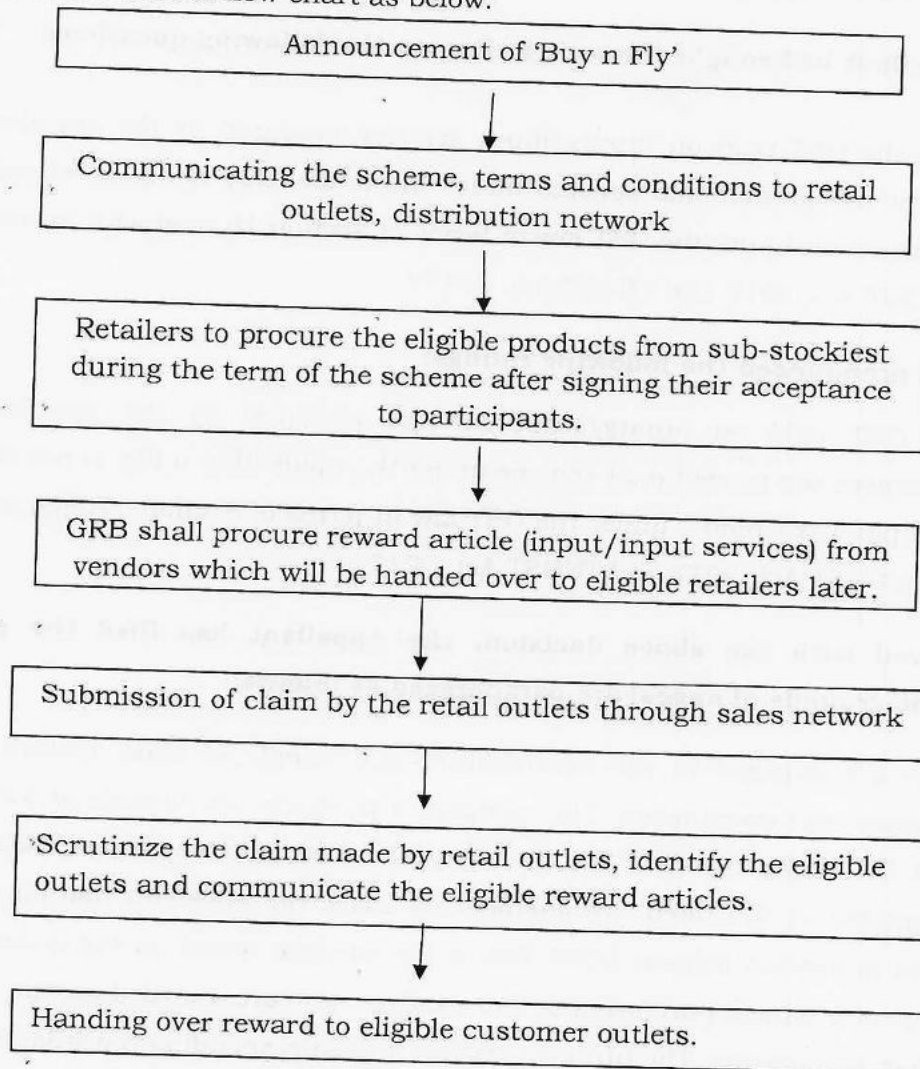 chart as below.
Announcement of 'Buy n Fly'
Communicating the scheme, terms and conditions to retail
outlets, distribution network
Retailers to procure the eligible products from sub-stockiest
during the term of the scheme after signing their acceptance
to participants.
GRB shall procure reward article (input/input services) from
vendors which will be handed over to eligible retailers later.
Submission of claim by the retail outlets through sales network
Scrutinize the claim made by retail outlets, identify the eligible
outlets and communicate the eligible reward articles.
Handing over reward to eligible customer outlets.